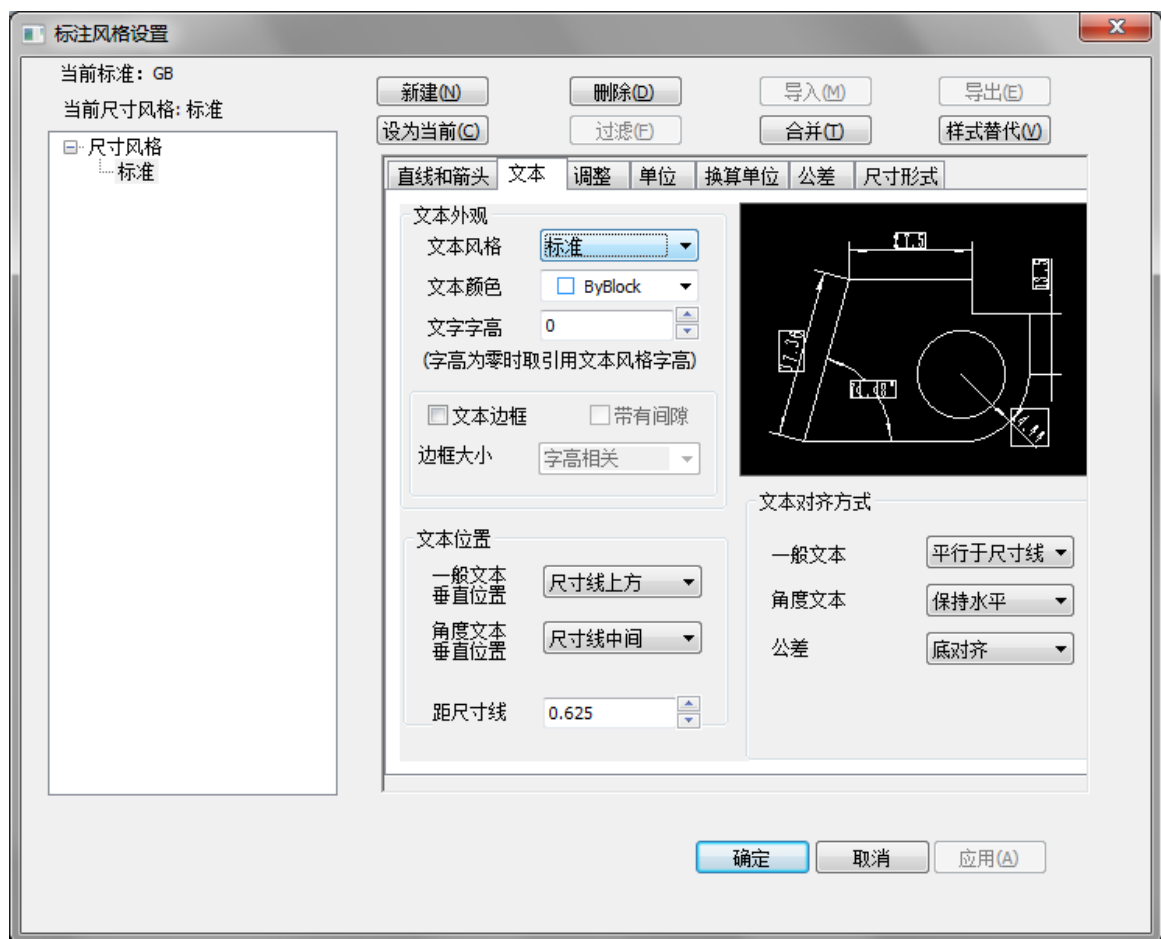 标注风格设置
当前标准：GB
当前尺寸风格: 标准
尺寸风格
标准
新建(N) 删除(D) 导入(M) 导出(E)
设为当前(C) 过滤(F) 合并(T) 样式替代(V)
直线和箭头 文本 调整 单位 换算单位 公差 尺寸形式
文本外观
文本风格 标准
文本颜色 ByBlock
文字字高 0
(字高为零时取引用文本风格字高)
文本边框 带有间隙
边框大小 字高相关
文本位置
一般文本
垂直位置 尺寸线上方
角度文本
垂直位置 尺寸线中间
距尺寸线 0.625
文本对齐方式
一般文本 平行于尺寸线
角度文本 保持水平
公差 底对齐
确定 取消 应用(A)